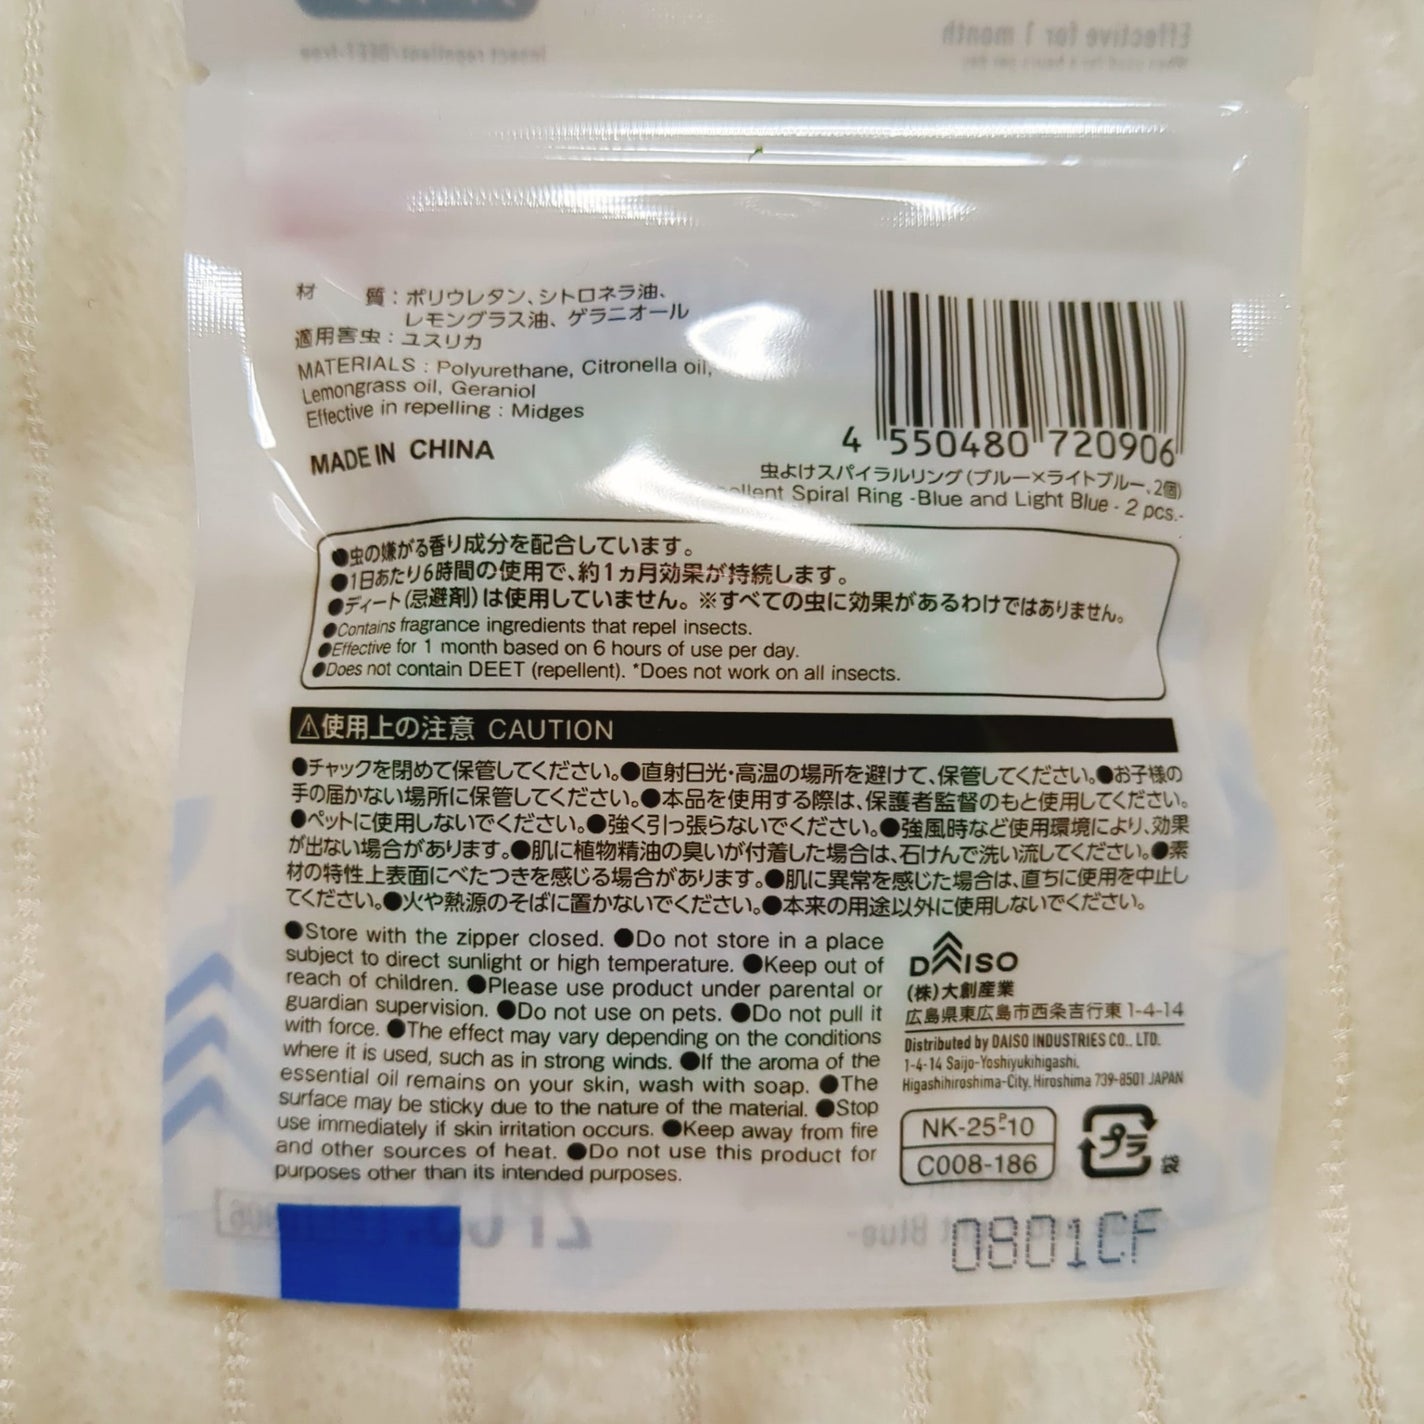 材 質：ポリウレタン、シトロネラ油、
レモングラス油、ゲラニオール
適用害虫：ユスリカ
MATERIALS : Polyurethane, Citronella oil,
Lemongrass oil, Geraniol
Effective in repelling : Midges
MADE IN CHINA
4 550480 720906
虫よけスパイラルリング（ブルー×ライトブルー、2個）
Spiral Ring -Blue and Light Blue - 2 pcs.-
●虫の嫌がる香り成分を配合しています。
●1日あたり6時間の使用で、約1ヵ月効果が持続します。
●ディート（忌避剤）は使用していません。※すべての虫に効果があるわけではありません。
●Contains fragrance ingredients that repel insects.
●Effective for 1 month based on 6 hours of use per day.
●Does not contain DEET (repellent). *Does not work on all insects.
⚠使用上の注意 CAUTION
●チャックを閉めて保管してください。●直射日光・高温の場所を避けて、保管してください。●お子様の
手の届かない場所に保管してください。●本品を使用する際は、保護者監督のもと使用してください。
●ペットに使用しないでください。●強く引っ張らないでください。●強風時など使用環境により、効果
が出ない場合があります。●肌に植物精油の臭いが付着した場合は、石けんで洗い流してください。●素
材の特性上表面にべたつきを感じる場合があります。●肌に異常を感じた場合は、直ちに使用を中止し
てください。●火や熱源のそばに置かないでください。●本来の用途以外に使用しないでください。
●Store with the zipper closed. ●Do not store in a place
subject to direct sunlight or high temperature. ●Keep out of
reach of children. ●Please use product under parental or
guardian supervision. ●Do not use on pets. ●Do not pull it
with force. ●The effect may vary depending on the conditions
where it is used, such as in strong winds. ●If the aroma of the
essential oil remains on your skin, wash with soap. ●The
surface may be sticky due to the nature of the material. ●Stop
use immediately if skin irritation occurs. ●Keep away from fire
and other sources of heat. ●Do not use this product for
purposes other than its intended purposes.
DAISO
(株)大創産業
広島県東広島市西条吉行東 1-4-14
Distributed by DAISO INDUSTRIES CO., LTD.
1-4-14 Saijo-Yoshiyukihigashi,
Higashihiroshima-City, Hiroshima 739-8501 JAPAN
NK-25-P-10
C008-186
プラ
袋
0801CF